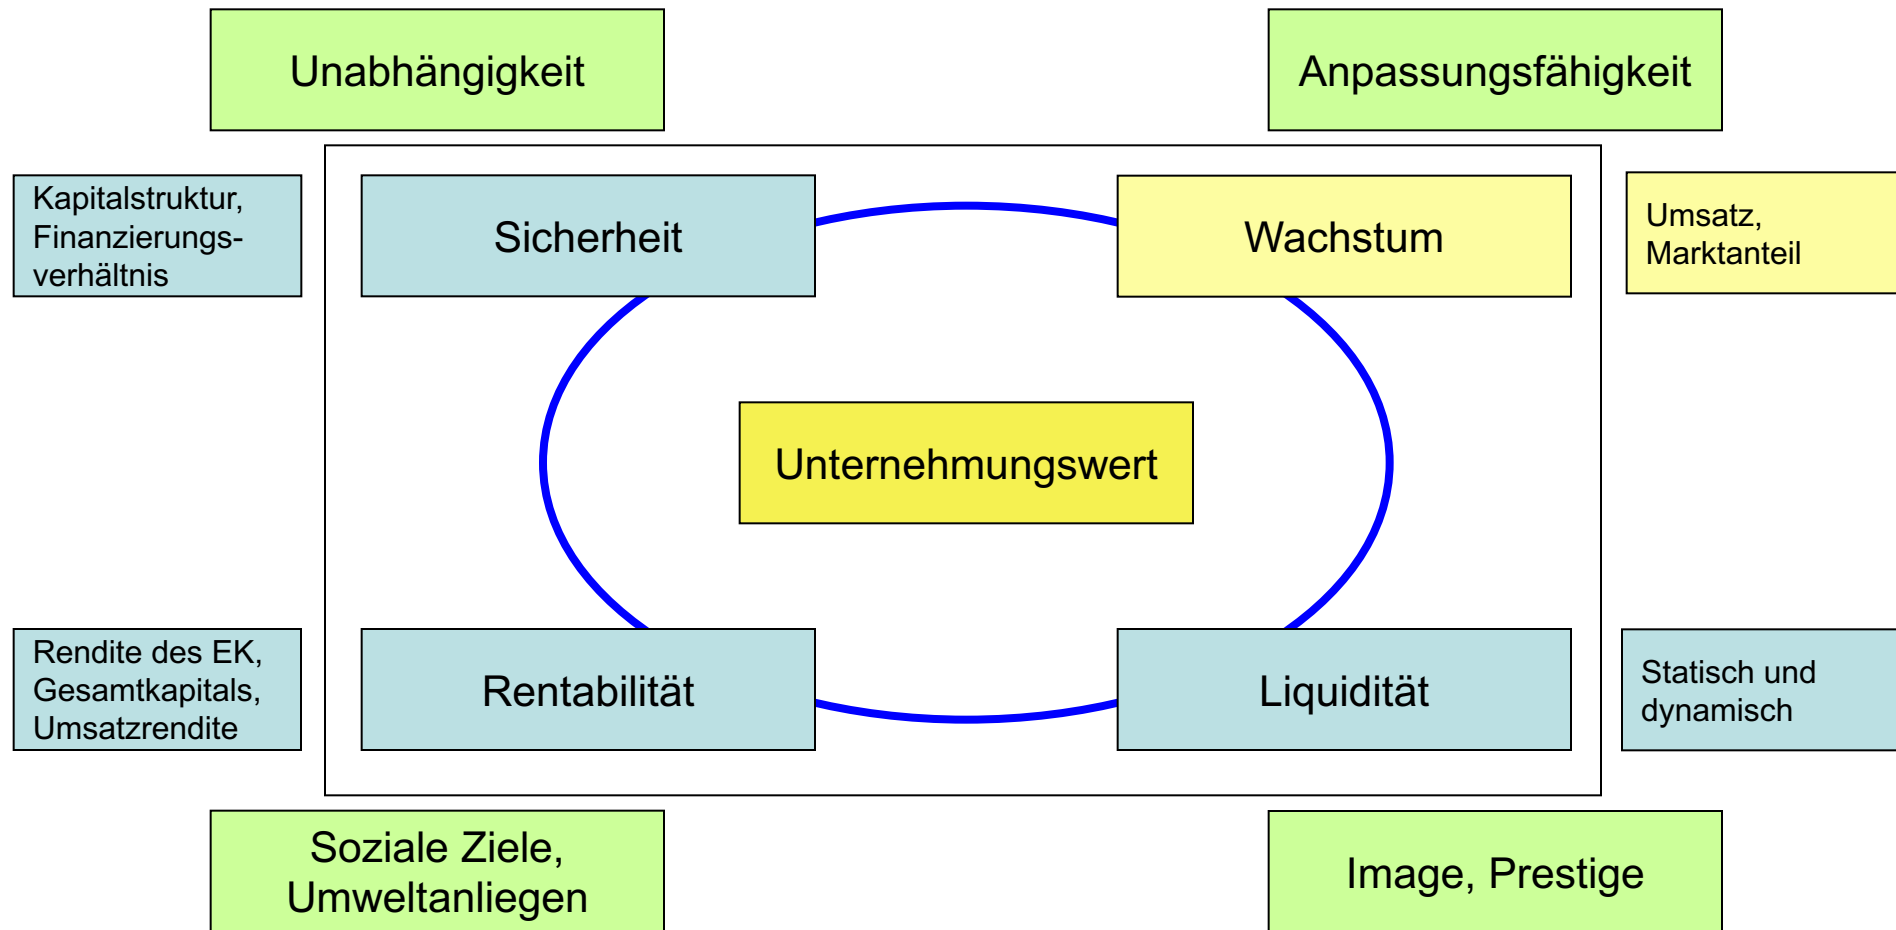 Unabhängigkeit
Anpassungsfähigkeit
Kapitalstruktur,
Finanzierungs-
verhältnis
Sicherheit
Wachstum
Umsatz,
Marktanteil
Unternehmungswert
Rendite des EK,
Gesamtkapitals,
Umsatzrendite
Rentabilität
Liquidität
Statisch und
dynamisch
Soziale Ziele,
Umweltanliegen
Image, Prestige